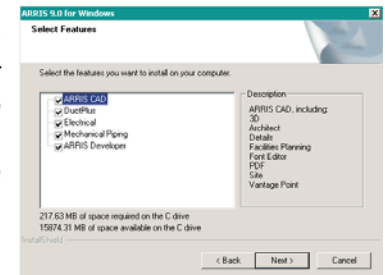 ARRIS 9.0 for Windows
Select Features
Select the features you want to install on your computer.
ARRIS CAD
DuctPlus
Electrical
Mechanical Piping
ARRIS Developer
Description
ARRIS CAD, including:
3D
Architect
Details
Facilities Planning
Font Editor
PDF
Site
Vantage Point
217.63 MB of space required on the C drive
15874.31 MB of space available on the C drive
InstallShield
< Back
Next >
Cancel